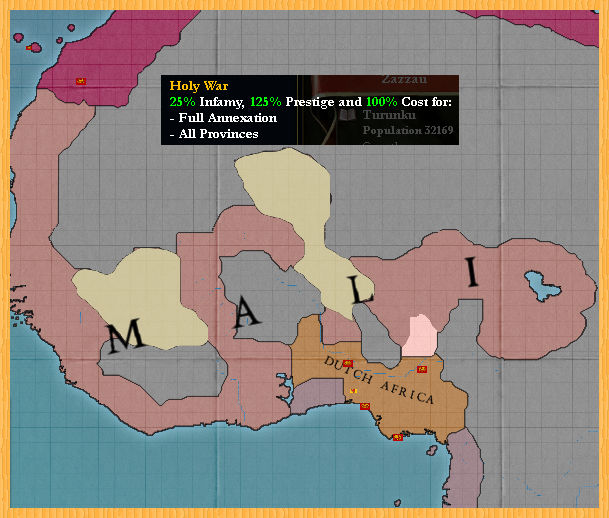 Zazzau
Holy War
25% Infamy, 125% Prestige and 100% Cost for:
- Full Annexation
- All Provinces
Turunku
Population 32169
MALI
DUTCH AFRICA